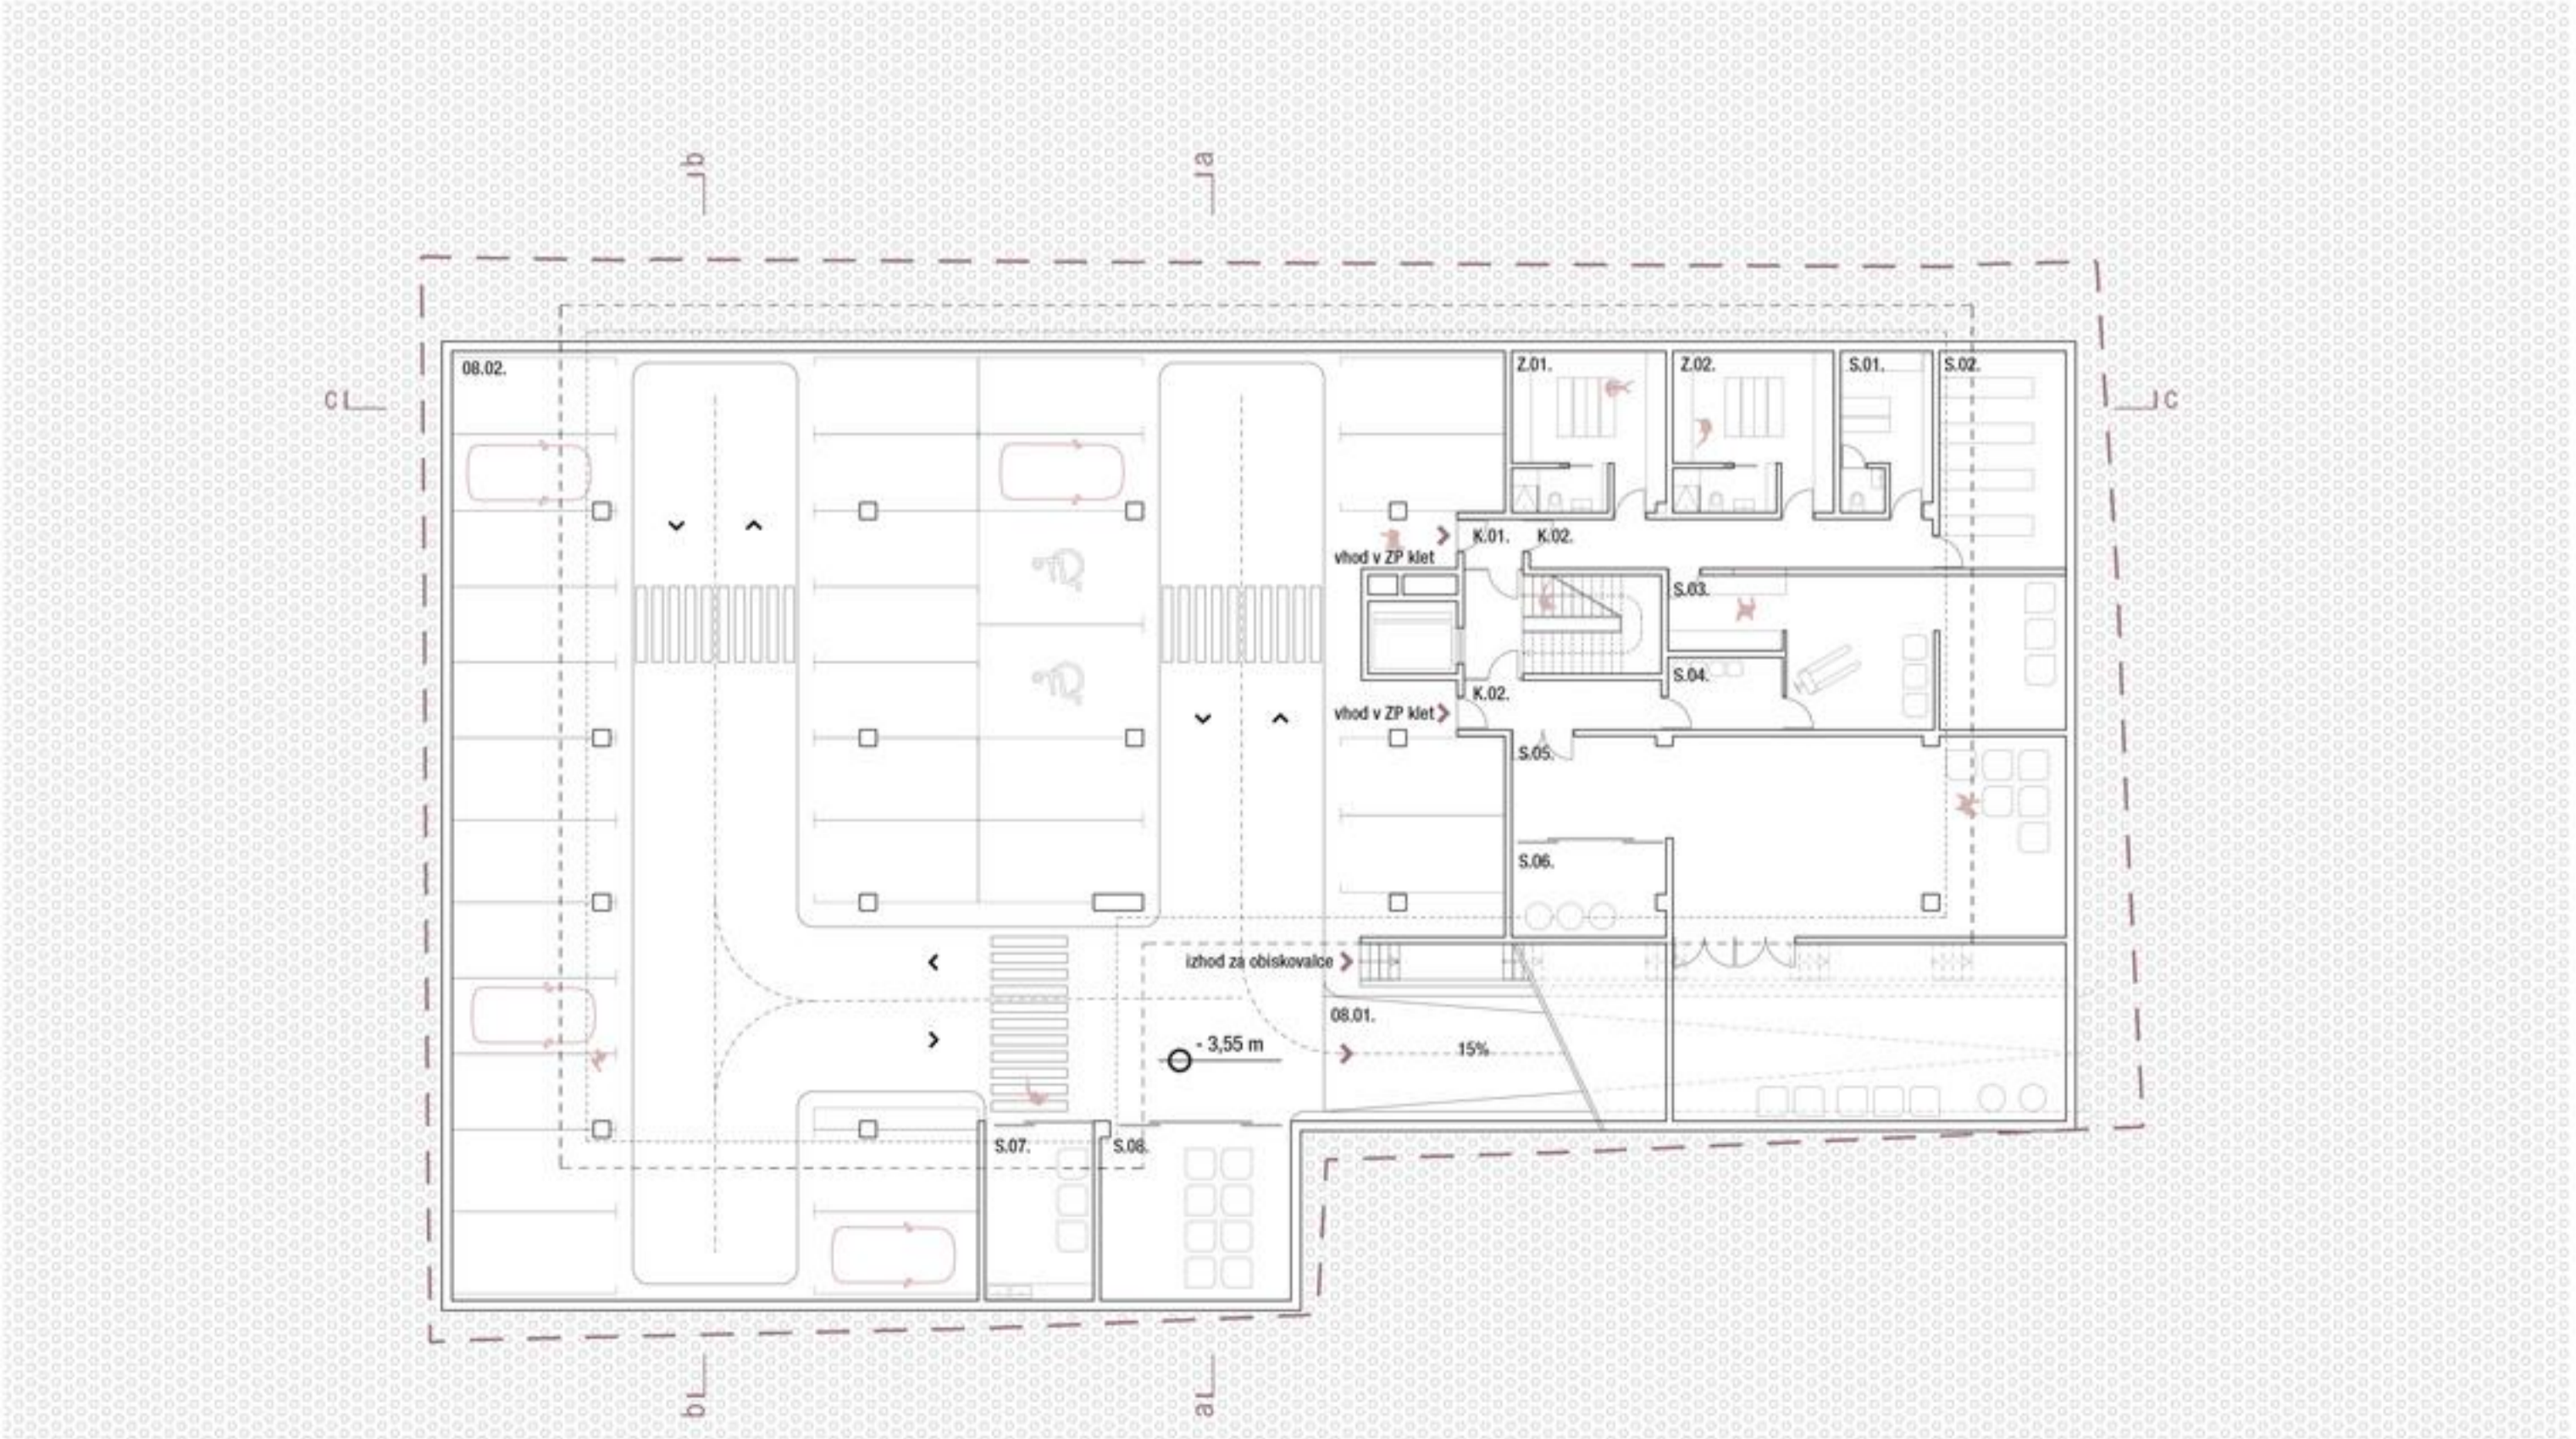 b
a
08.02.
Z.01.
Z.02.
S.01.
S.02.
c
c
K.01.
K.02.
vhod v ZP klet
S.03.
S.04.
K.02.
vhod v ZP klet
S.05.
S.06.
izhod za obiskovalce
08.01.
- 3,55 m
15%
S.07.
S.08.
b
a